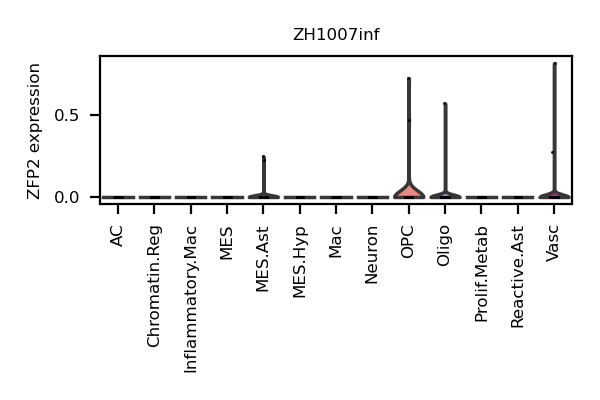 ZH1007inf
ZFP2 expression
0.5
0.0
AC
Chromatin.Reg
Inflammatory.Mac
MES
MES.Ast
MES.Hyp
Mac
Neuron
OPC
Oligo
Prolif.Metab
Reactive.Ast
Vasc